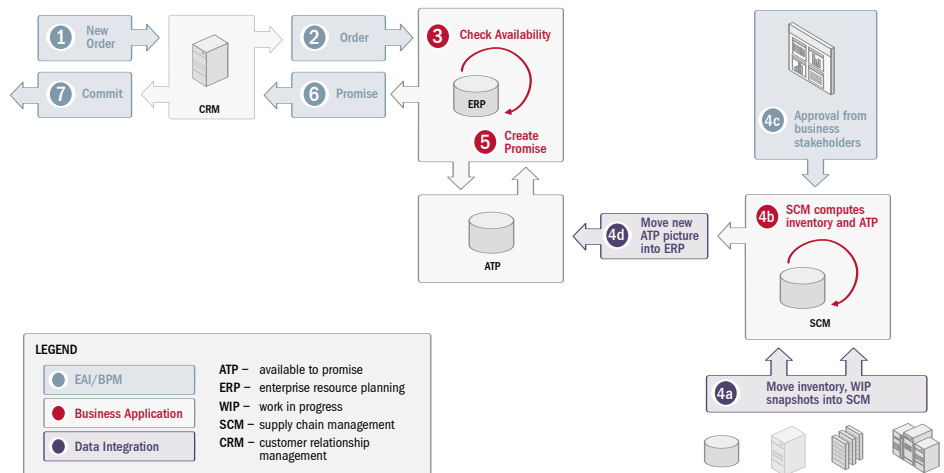 1 New
Order
2 Order
3 Check Availability
7 Commit
CRM
6 Promise
ERP
5 Create
Promise
4c Approval from
business
stakeholders
4b SCM computes
inventory and ATP
4d Move new
ATP picture
into ERP
ATP
SCM
4a Move inventory, WIP
snapshots into SCM
LEGEND
EAI/BPM
Business Application
Data Integration
ATP – available to promise
ERP – enterprise resource planning
WIP – work in progress
SCM – supply chain management
CRM – customer relationship
management